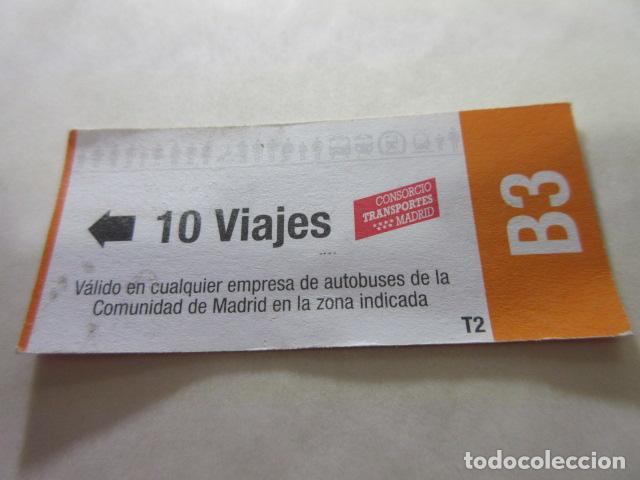 10 Viajes
CONSORCIO
TRANSPORTES
MADRID
Válido en cualquier empresa de autobuses de la
Comunidad de Madrid en la zona indicada
T2
B3
todocoleccion